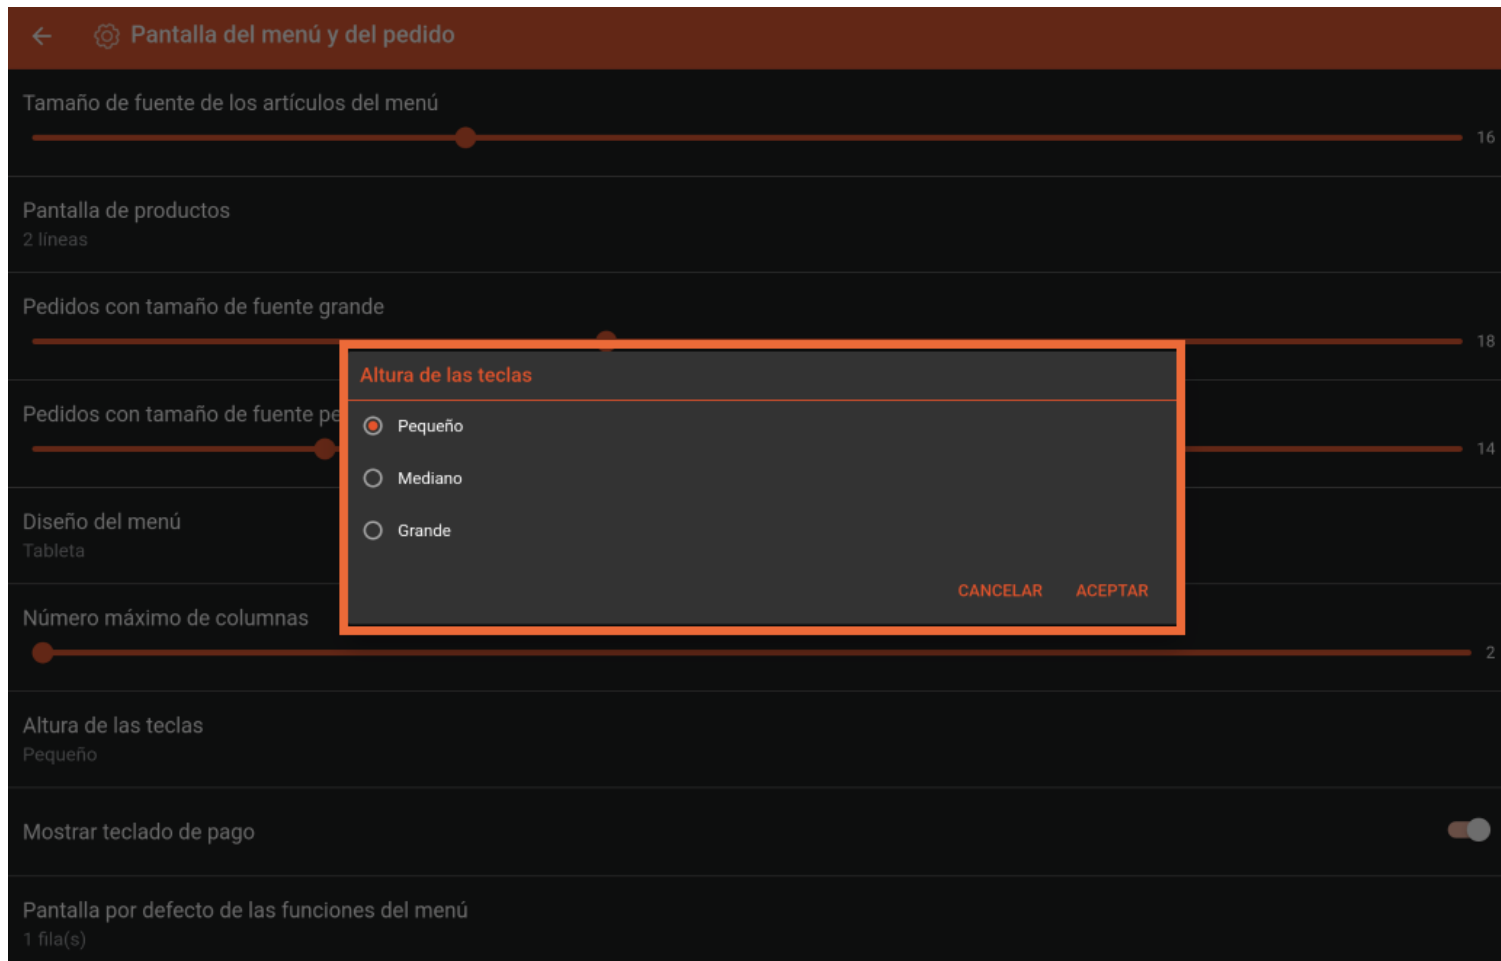 Pantalla del menú y del pedido
Tamaño de fuente de los artículos del menú
16
Pantalla de productos
2 líneas
Pedidos con tamaño de fuente grande
18
Altura de las teclas
Pedidos con tamaño de fuente pe
14
Pequeño
Mediano
Grande
Diseño del menú
Tableta
CANCELAR ACEPTAR
Número máximo de columnas
2
Altura de las teclas
Pequeño
Mostrar teclado de pago
Pantalla por defecto de las funciones del menú
1 fila(s)